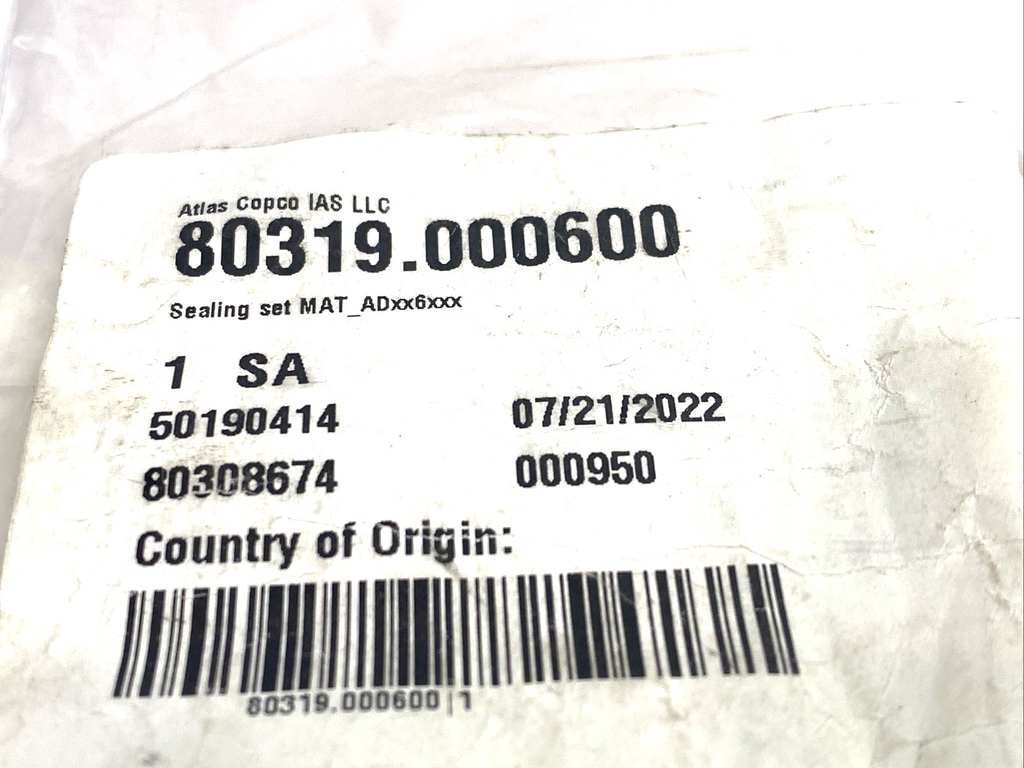 Atlas Copco IAS LLC
80319.000600
Sealing set MAT_ADxx6xxx
1 SA
50190414 07/21/2022
80308674 000950
Country of Origin:
80319.000600|1